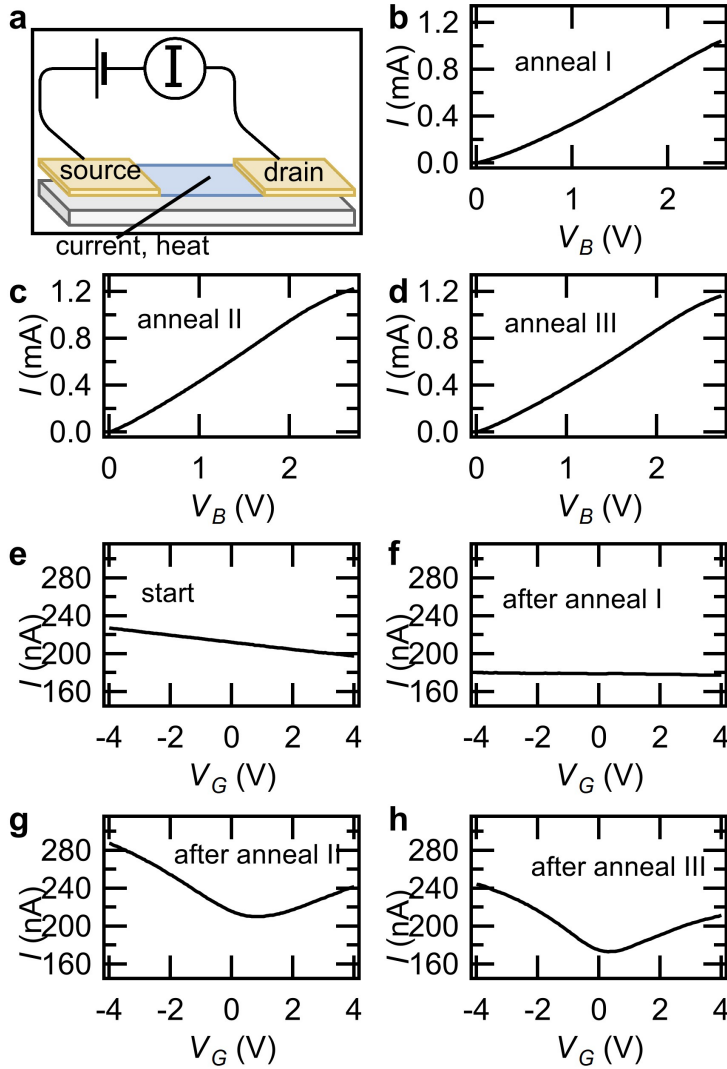 a
I
source
drain
current, heat
b
anneal I
I (mA)
1.2
0.8
0.4
0.0
0 1 2
V_B (V)
c
anneal II
I (mA)
1.2
0.8
0.4
0.0
0 1 2
V_B (V)
d
anneal III
I (mA)
1.2
0.8
0.4
0.0
0 1 2
V_B (V)
e
start
I (nA)
280
240
200
160
-4 -2 0 2 4
V_G (V)
f
after anneal I
I (nA)
280
240
200
160
-4 -2 0 2 4
V_G (V)
g
after anneal II
I (nA)
280
240
200
160
-4 -2 0 2 4
V_G (V)
h
after anneal III
I (nA)
280
240
200
160
-4 -2 0 2 4
V_G (V)